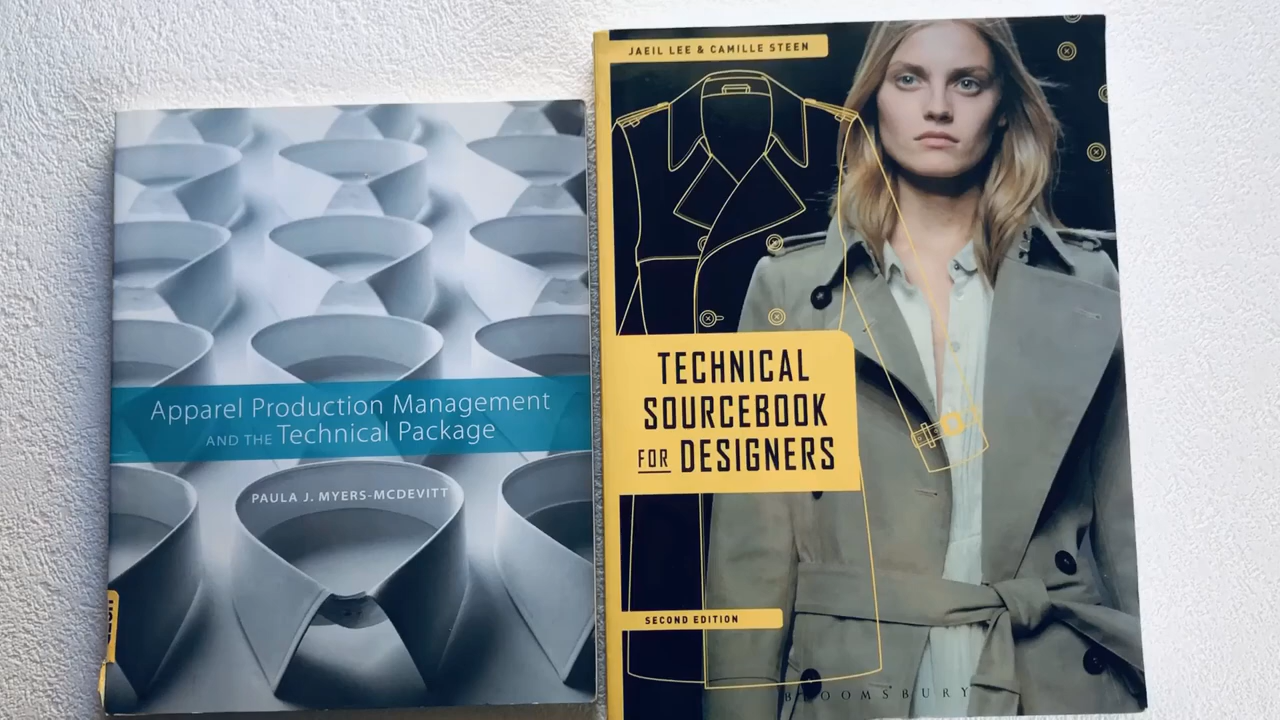 Apparel Production Management
AND THE Technical Package
PAULA J. MYERS-MCDEVITT
JAEIL LEE & CAMILLE STEEN
TECHNICAL
SOURCEBOOK
FOR DESIGNERS
SECOND EDITION
BLOOMSBURY